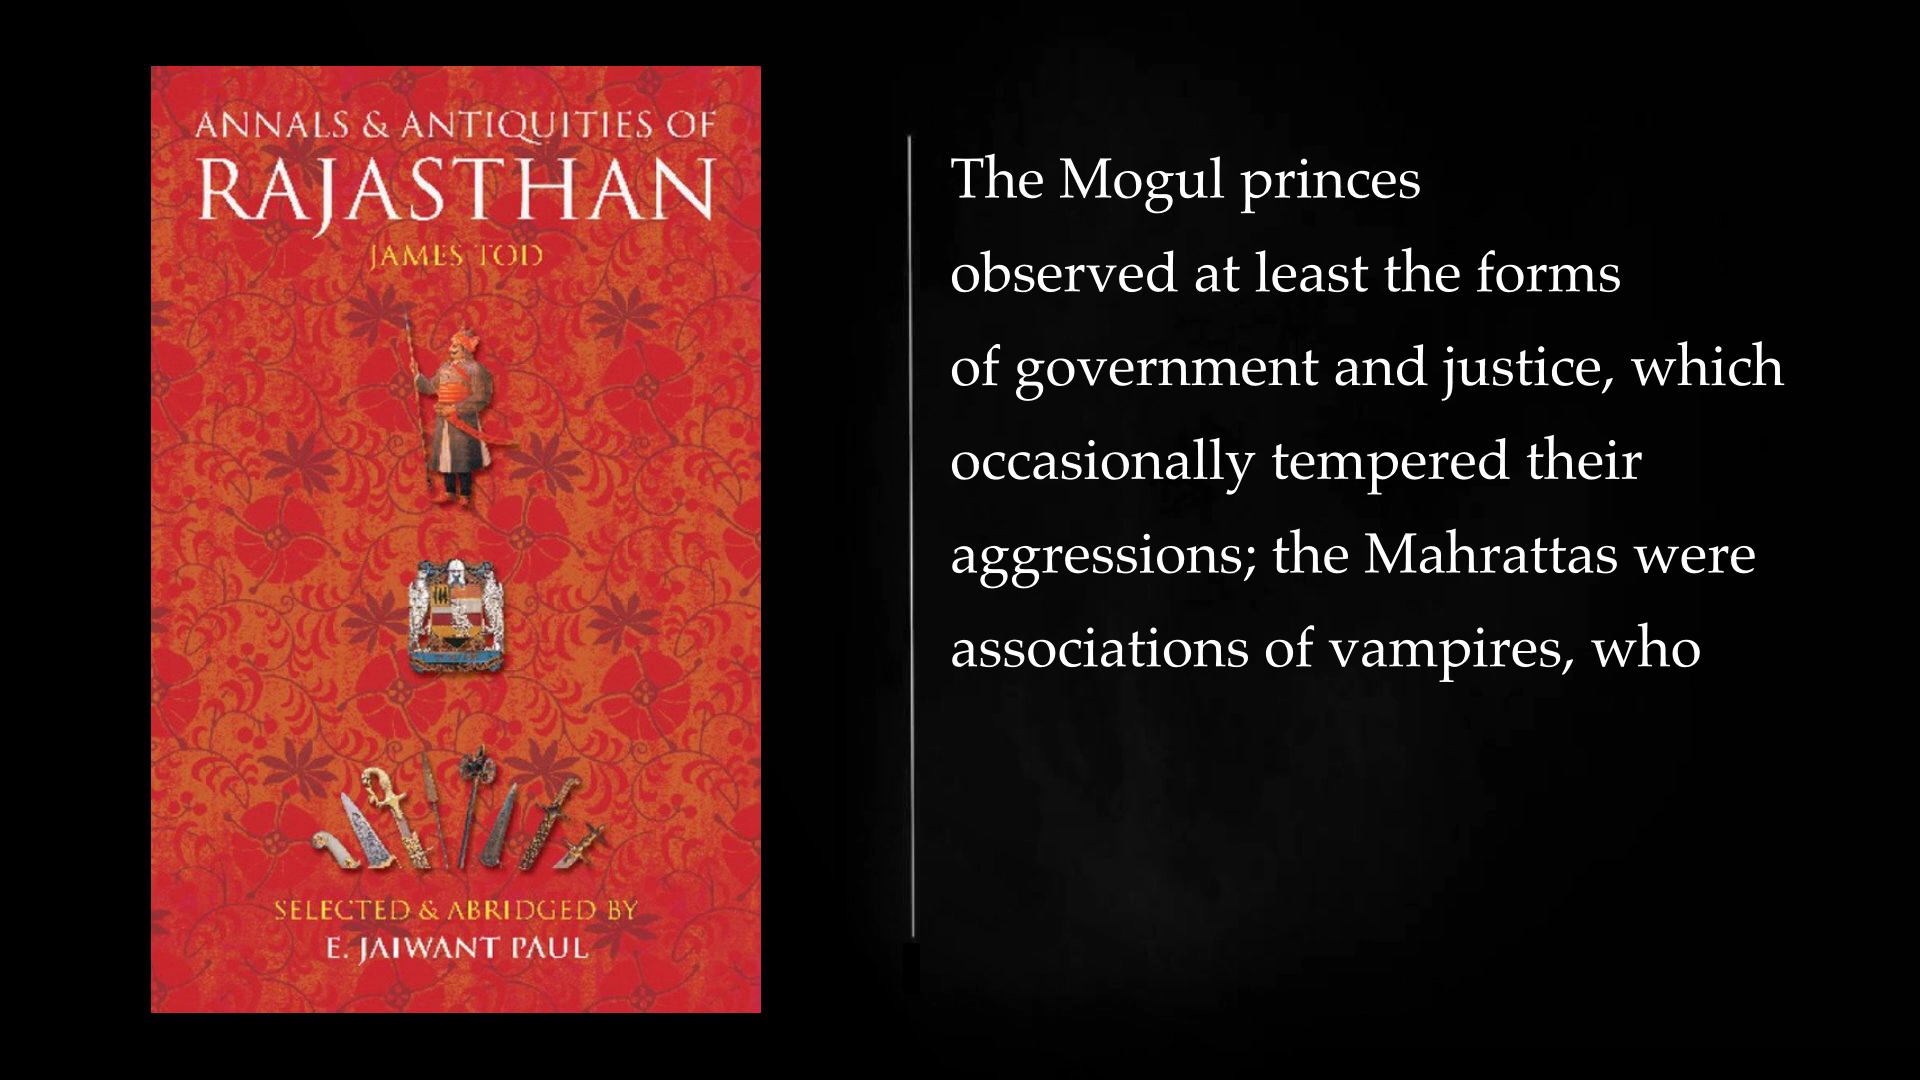 ANNALS & ANTIQUITIES OF
RAJASTHAN
JAMES TOD
SELECTED & ABRIDGED BY
E. JAIWANT PAUL
The Mogul princes
observed at least the forms
of government and justice, which
occasionally tempered their
aggressions; the Mahrattas were
associations of vampires, who